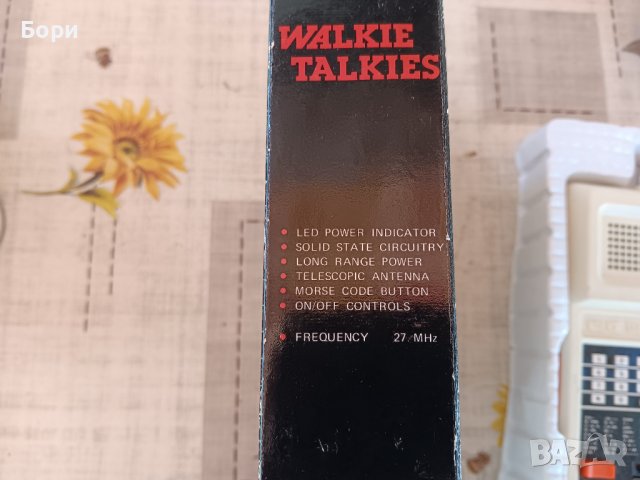 Бори
WALKIE
TALKIES
• LED POWER INDICATOR
• SOLID STATE CIRCUITRY
• LONG RANGE POWER
• TELESCOPIC ANTENNA
• MORSE CODE BUTTON
• ON/OFF CONTROLS
• FREQUENCY 27 MHz
BAZAR